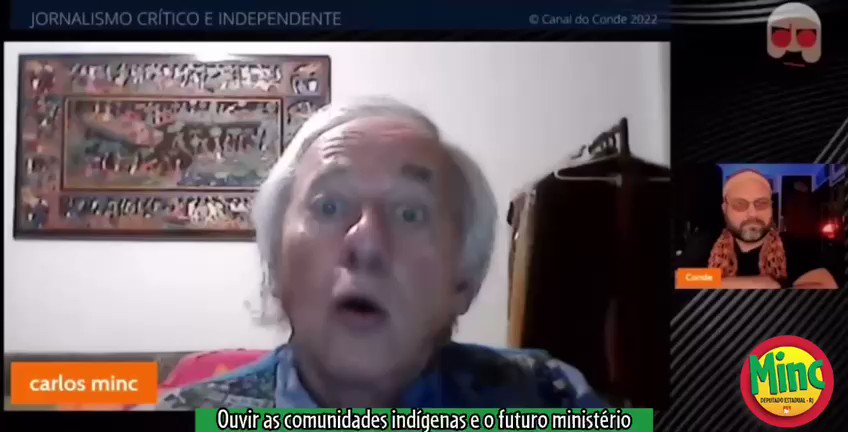 JORNALISMO CRÍTICO E INDEPENDENTE
© Canal do Conde 2022
Conde
carlos minc
Minc
DEPUTADO ESTADUAL - RJ
Ouvir as comunidades indígenas e o futuro ministério